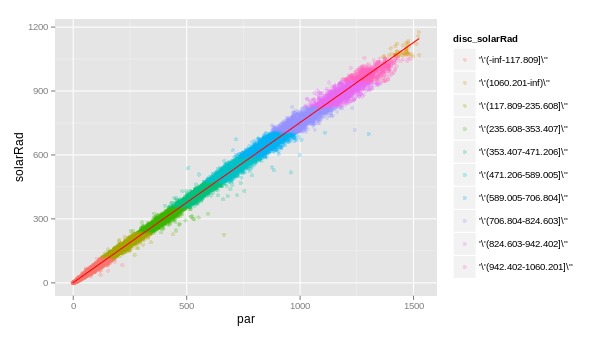 disc_solarRad
"\'(-inf-117.809]\'"
"\'(1060.201-inf)\'"
"\'(117.809-235.608]\'"
"\'(235.608-353.407]\'"
"\'(353.407-471.206]\'"
"\'(471.206-589.005]\'"
"\'(589.005-706.804]\'"
"\'(706.804-824.603]\'"
"\'(824.603-942.402]\'"
"\'(942.402-1060.201]\'"
solarRad
1200
900
600
300
0
0 500 1000 1500
par